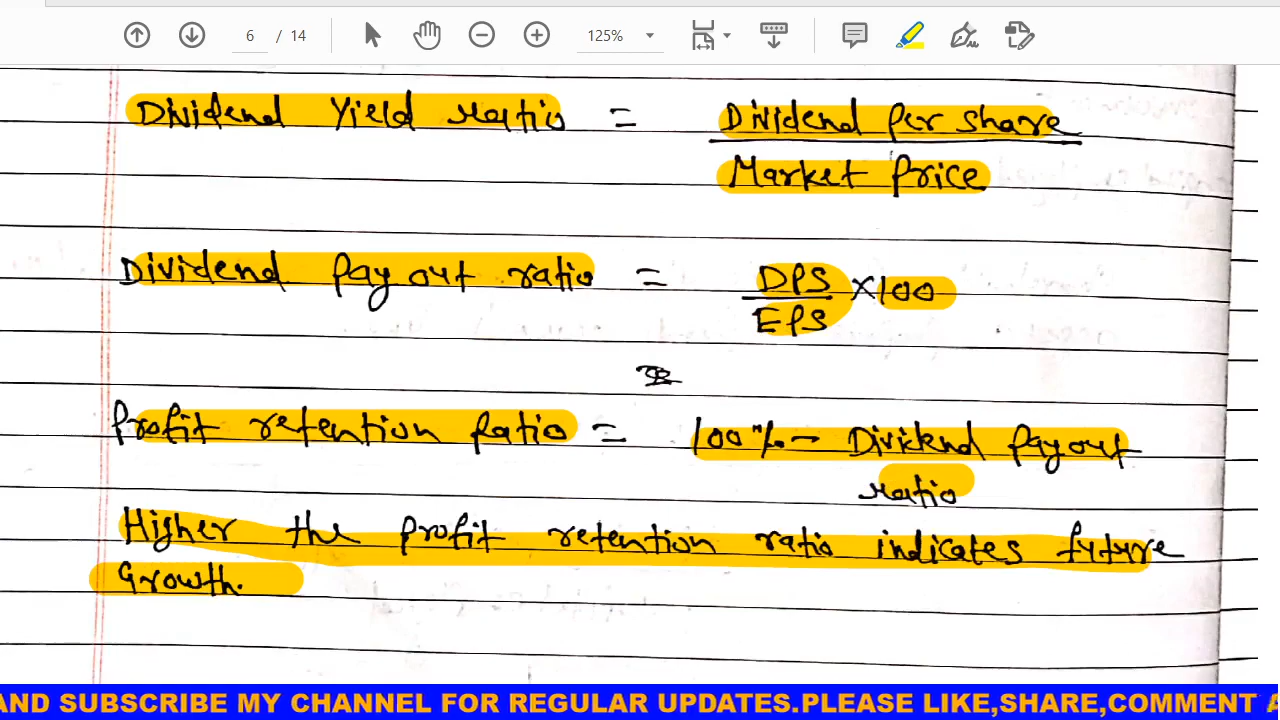 6 / 14 125%
Dividend Yield ratio = Dividend per share
Market Price
Dividend Pay out ratio = DPS
EPS ×100
Profit retention Ratio = 100% - Dividend Pay out
ratio
Higher the profit retention ratio indicates future
Growth.
AND SUBSCRIBE MY CHANNEL FOR REGULAR UPDATES.PLEASE LIKE,SHARE,COMMENT A